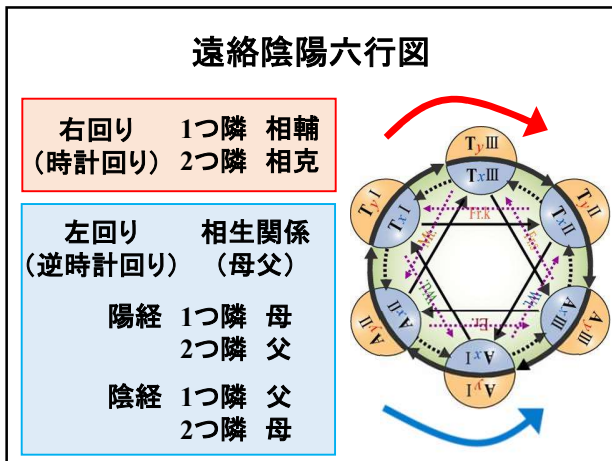 遠絡陰陽六行図
右回り 1つ隣 相輔
(時計回り) 2つ隣 相克
左回り 相生関係
(逆時計回り) (母父)
陽経 1つ隣 母
2つ隣 父
陰経 1つ隣 父
2つ隣 母
TyⅢ
TxⅢ
TyⅠ
TxⅠ
TyⅡ
TxⅡ
Fr.k
AxⅡ
AyⅡ
AxⅢ
AyⅢ
Er.
AxⅠ
AyⅠ